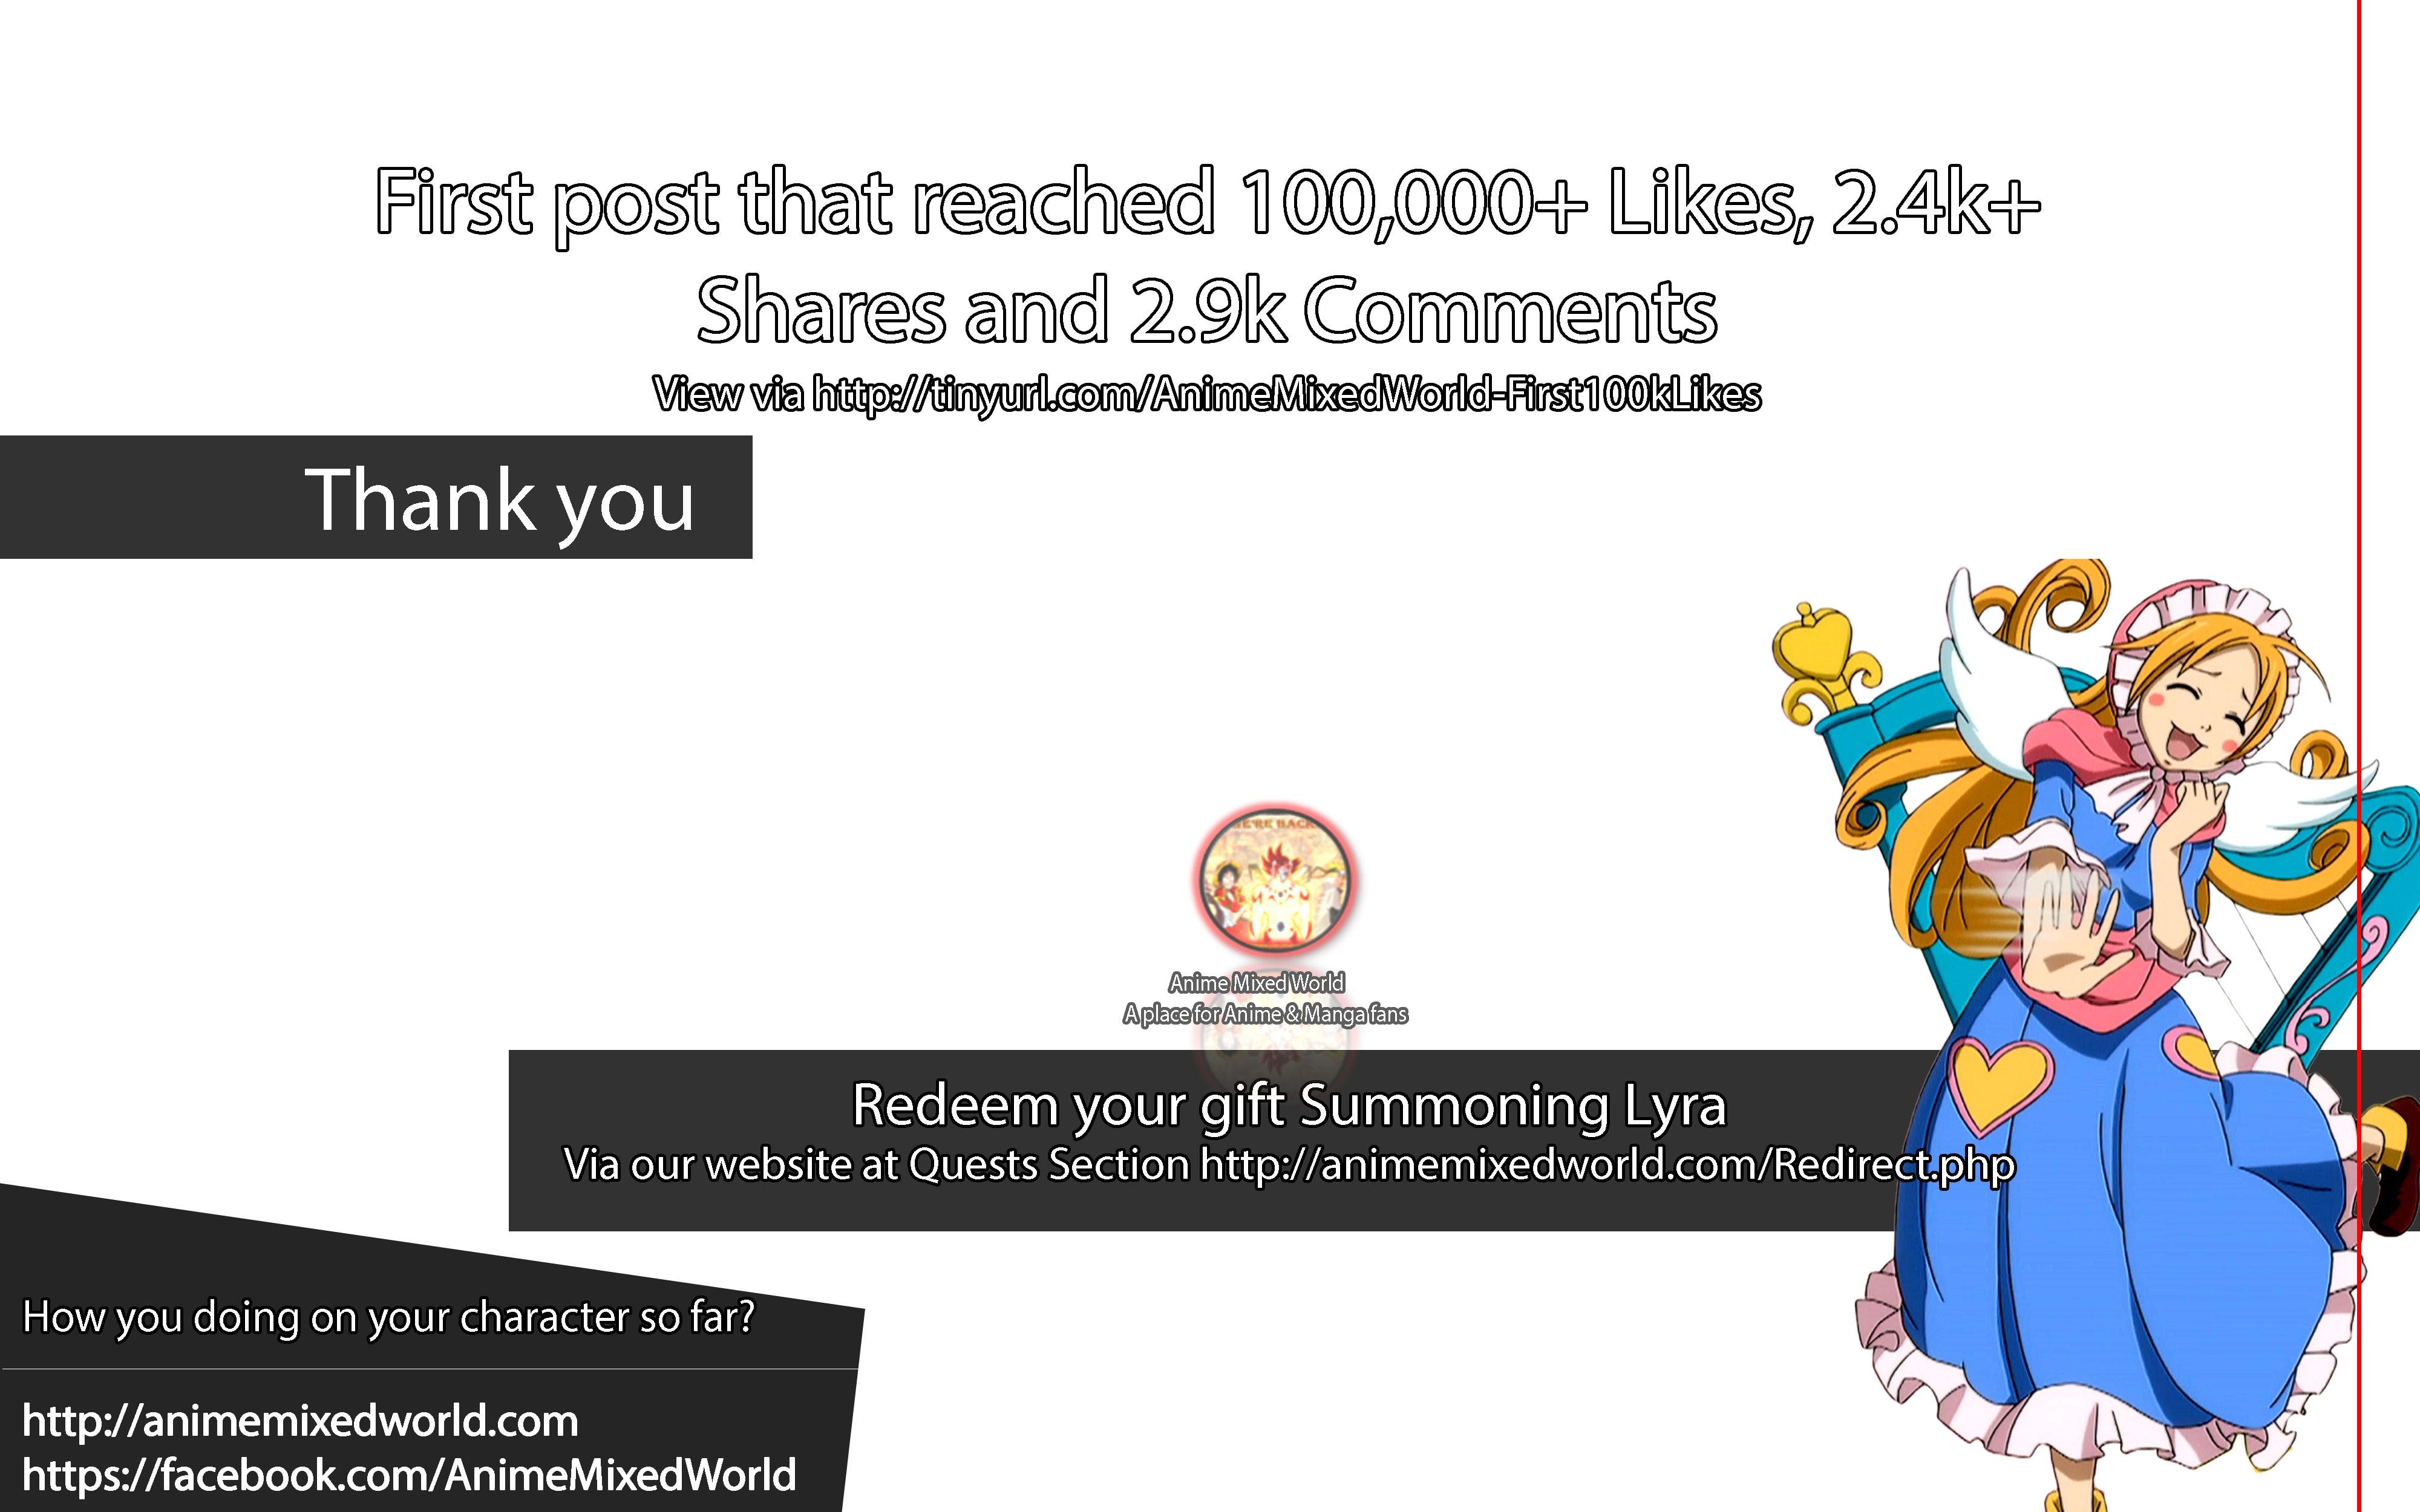 First post that reached 100,000+ Likes, 2.4k+
Shares and 2.9k Comments
View via http://tinyurl.com/AnimeMixedWorld-First100kLikes
Thank you
WE'RE BACK
Anime Mixed World
A place for Anime & Manga fans
Redeem your gift Summoning Lyra
Via our website at Quests Section http://animemixedworld.com/Redirect.php
How you doing on your character so far?
http://animemixedworld.com
https://facebook.com/AnimeMixedWorld